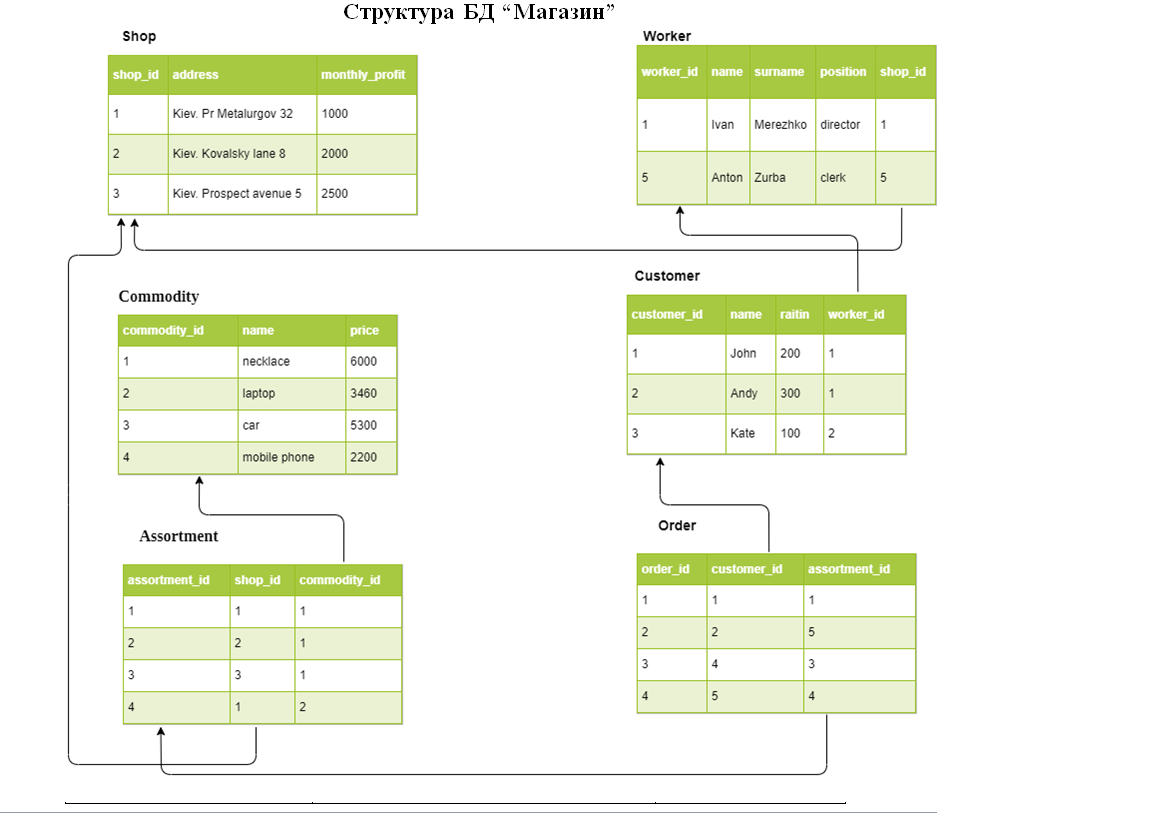 Структура БД “Магазин”
Shop
shop_id address monthly_profit
1 Kiev. Pr Metalurgov 32 1000
2 Kiev. Kovalsky lane 8 2000
3 Kiev. Prospect avenue 5 2500
Worker
worker_id name surname position shop_id
1 Ivan Merezhko director 1
5 Anton Zurba clerk 5
Commodity
commodity_id name price
1 necklace 6000
2 laptop 3460
3 car 5300
4 mobile phone 2200
Customer
customer_id name raitin worker_id
1 John 200 1
2 Andy 300 1
3 Kate 100 2
Assortment
assortment_id shop_id commodity_id
1 1 1
2 2 1
3 3 1
4 1 2
Order
order_id customer_id assortment_id
1 1 1
2 2 5
3 4 3
4 5 4